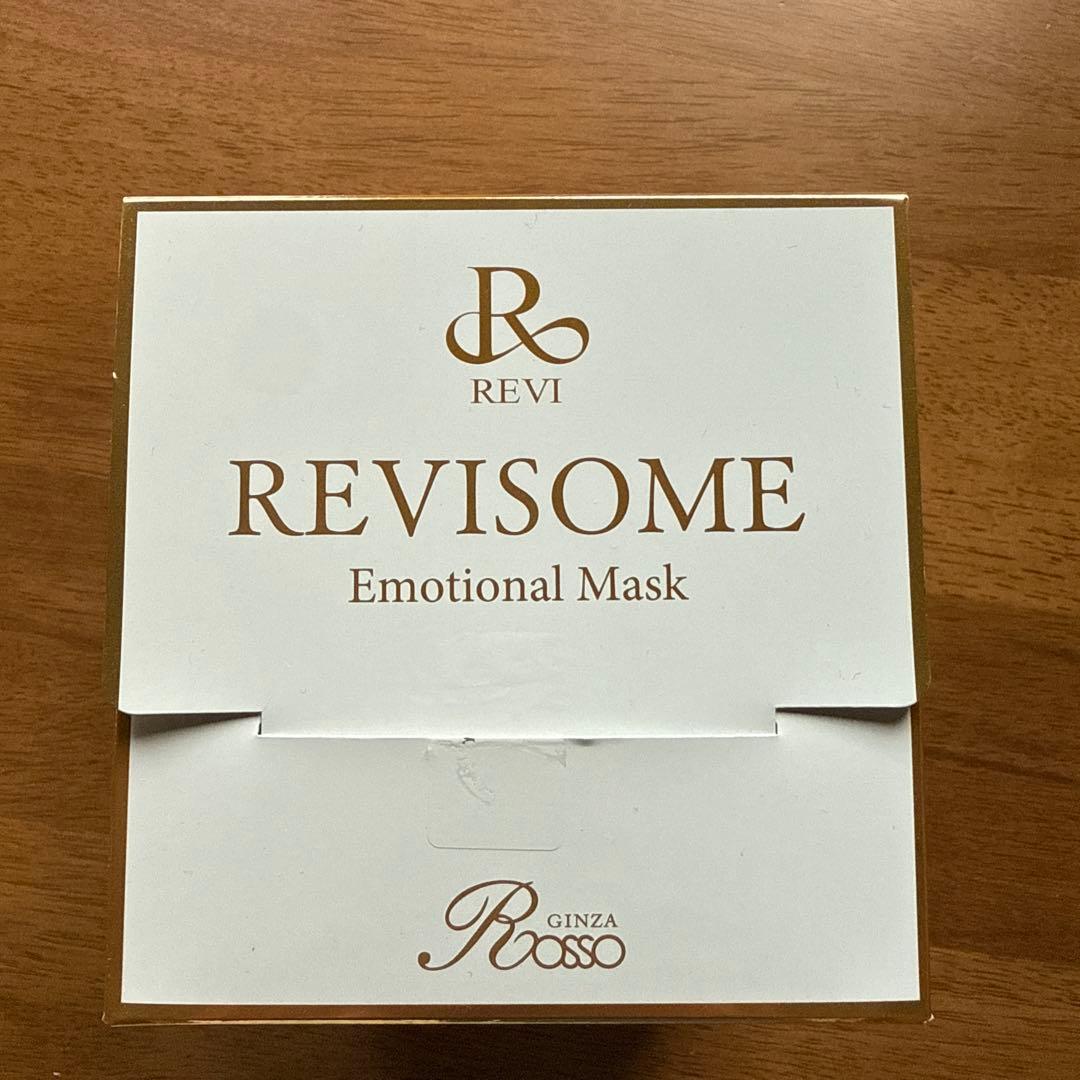 R
REVI
REVISOME
Emotional Mask
GINZA
Rosso